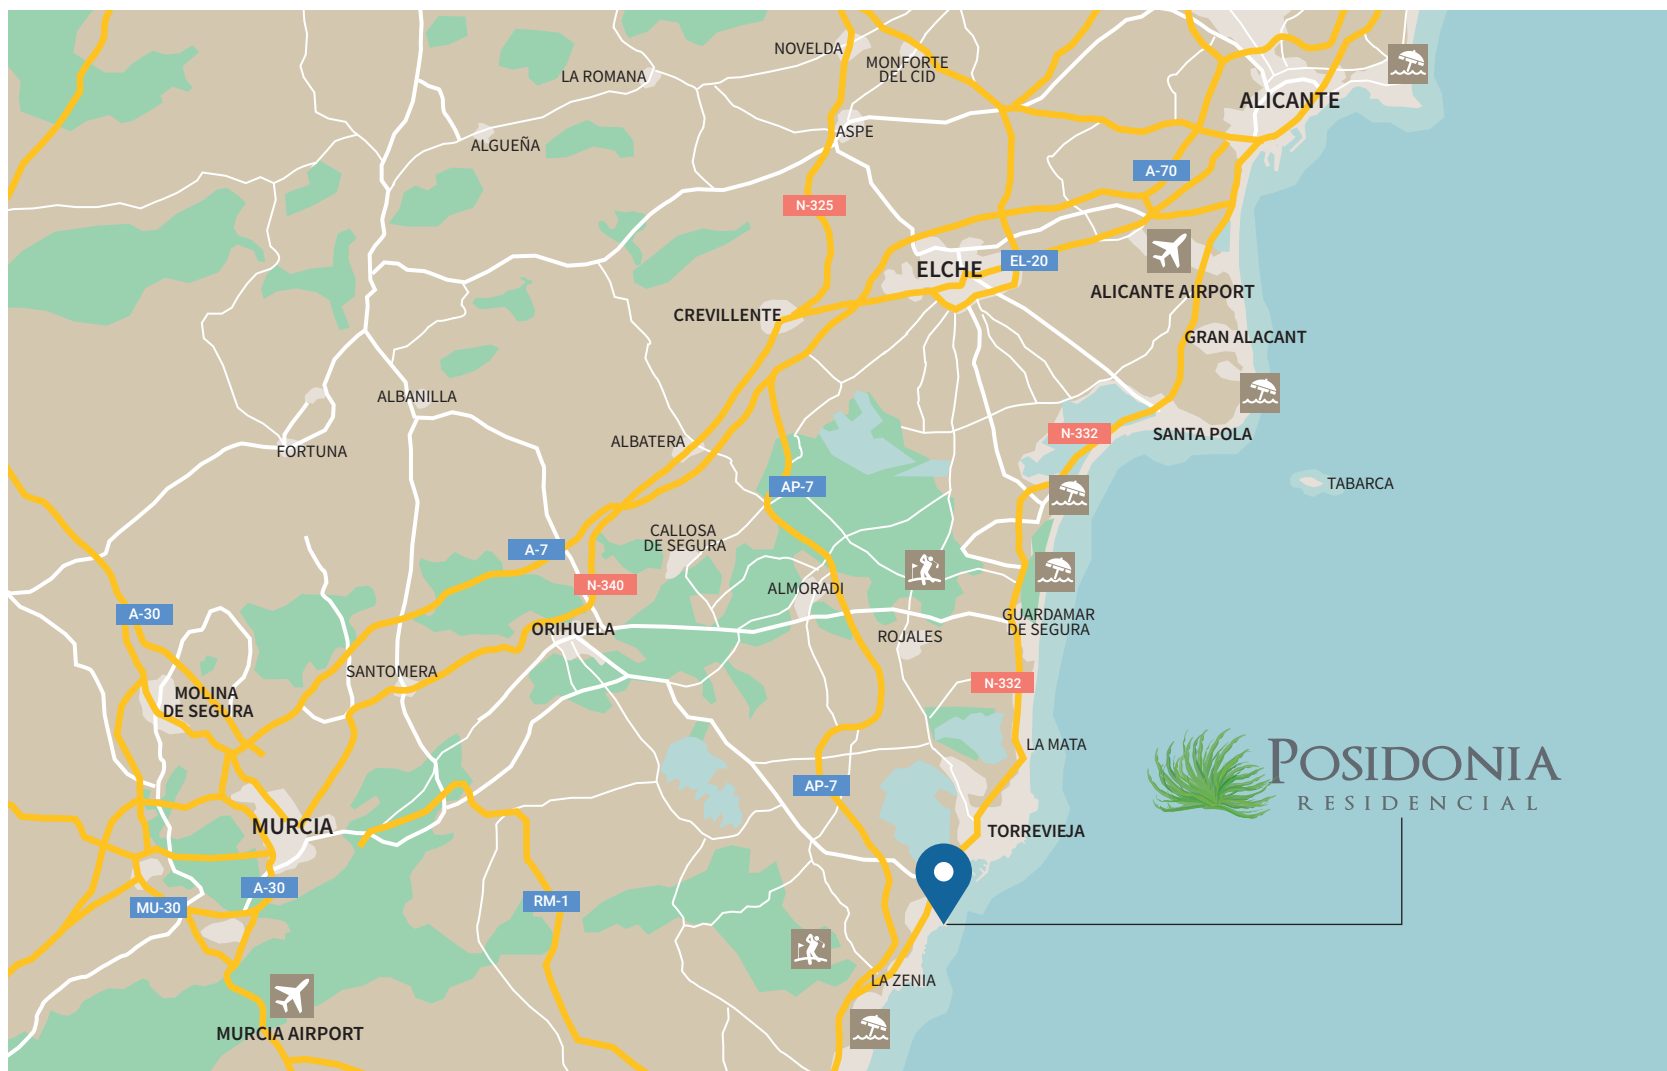 NOVELDA
MONFORTE
DEL CID
LA ROMANA
ALICANTE
ASPE
ALGUEÑA
A-70
N-325
EL-20
ELCHE
ALICANTE AIRPORT
CREVILLENTE
GRAN ALACANT
ALBANILLA
N-332
SANTA POLA
ALBATERA
FORTUNA
TABARCA
AP-7
CALLOSA
DE SEGURA
A-7
N-340
ALMORADI
A-30
GUARDAMAR
DE SEGURA
ORIHUELA
ROJALES
SANTOMERA
N-332
MOLINA
DE SEGURA
LA MATA
POSIDONIA
RESIDENCIAL
AP-7
MURCIA
TORREVIEJA
A-30
RM-1
MU-30
LA ZENIA
MURCIA AIRPORT